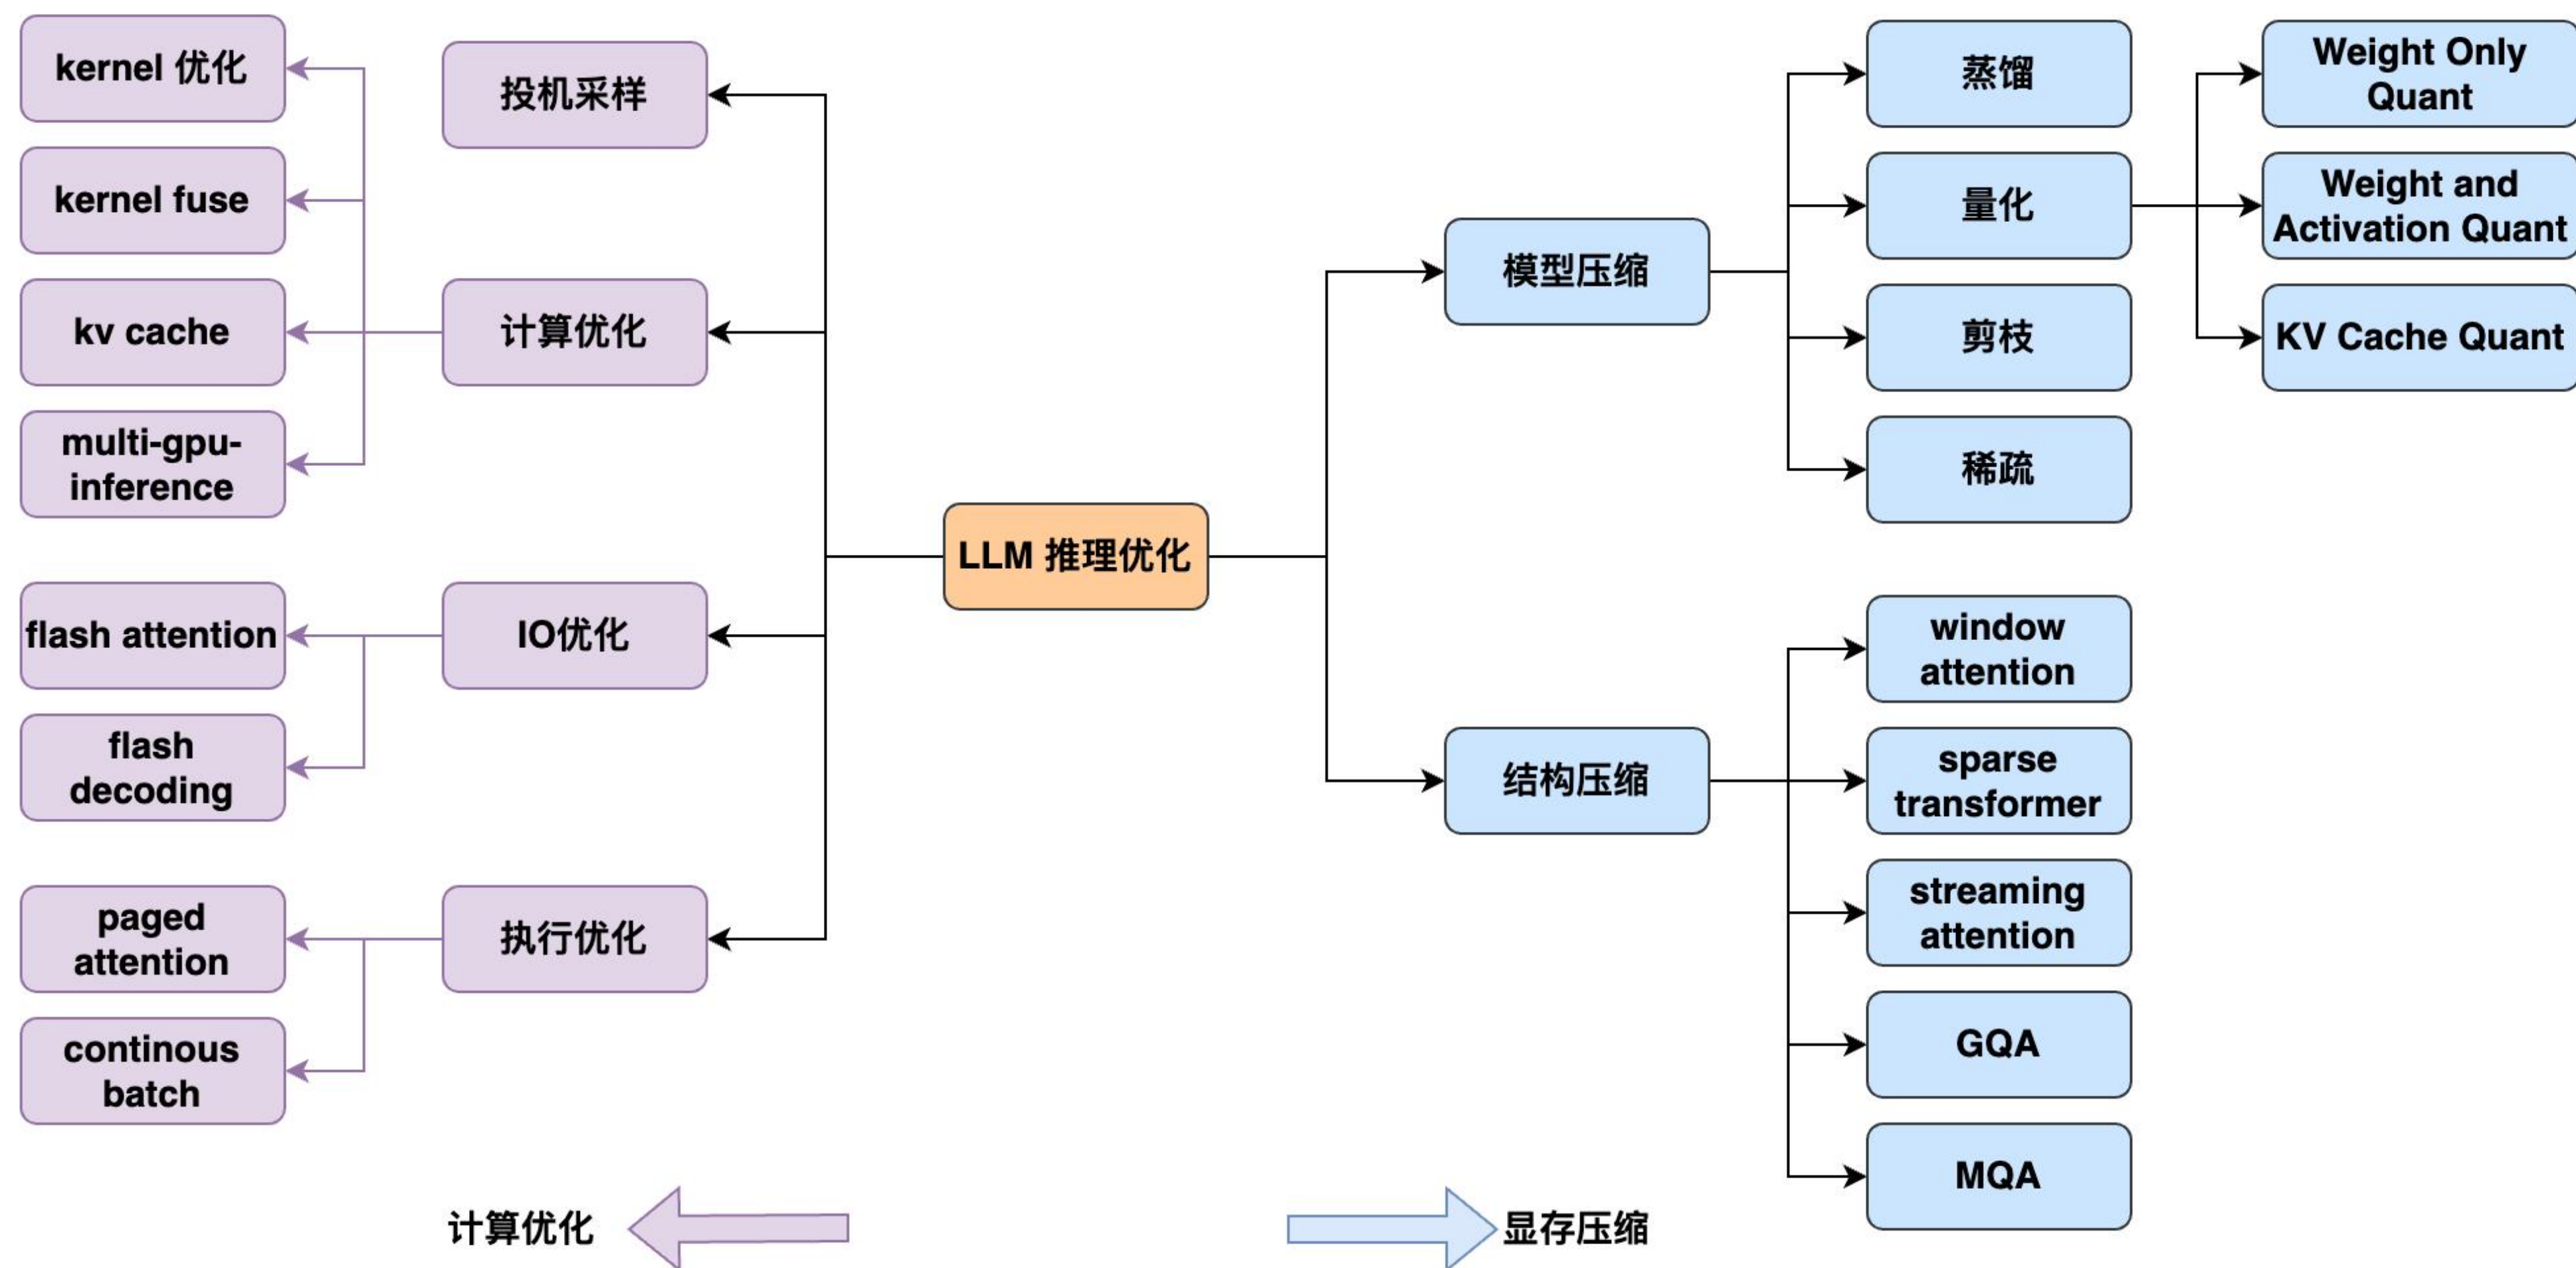 kernel 优化
kernel fuse
kv cache
multi-gpu-
inference
flash attention
flash
decoding
paged
attention
continous
batch
投机采样
计算优化
IO优化
执行优化
LLM 推理优化
模型压缩
结构压缩
蒸馏
量化
剪枝
稀疏
window
attention
sparse
transformer
streaming
attention
GQA
MQA
Weight Only
Quant
Weight and
Activation Quant
KV Cache Quant
计算优化
显存压缩